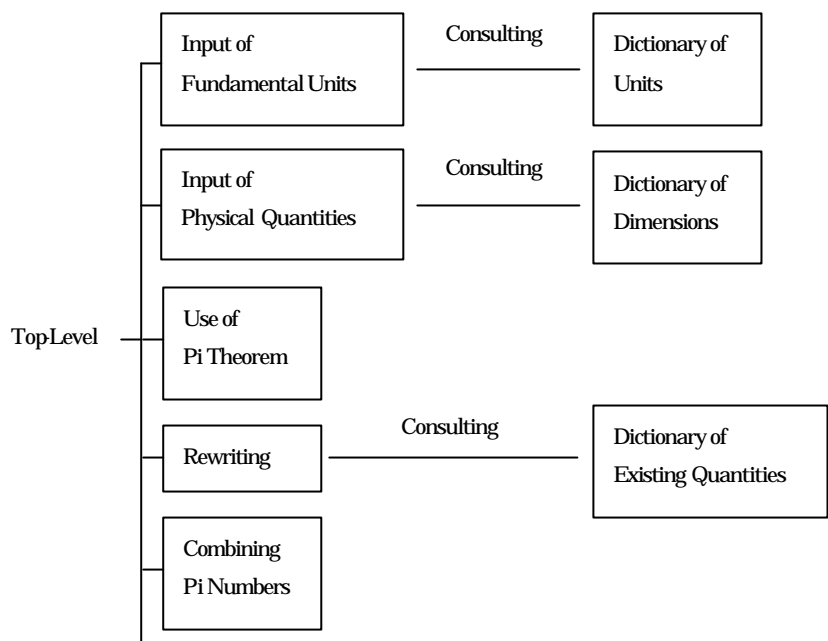 Input of
Fundamental Units
Consulting
Dictionary of
Units
Input of
Physical Quantities
Consulting
Dictionary of
Dimensions
Use of
Pi Theorem
Top-Level
Rewriting
Consulting
Dictionary of
Existing Quantities
Combining
Pi Numbers